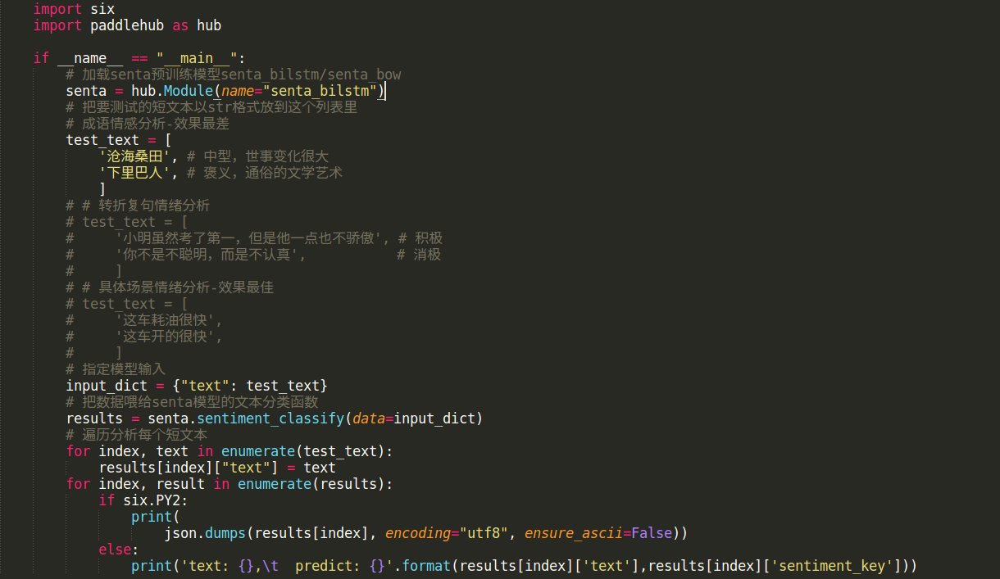 import six
import paddlehub as hub

if __name__ == "__main__":
    # 加载senta预训练模型senta_bilstm/senta_bow
    senta = hub.Module(name="senta_bilstm")
    # 把要测试的短文本以str格式放到这个列表里
    # 成语情感分析-效果最差
    test_text = [
        '沧海桑田', # 中型，世事变化很大
        '下里巴人', # 褒义，通俗的文学艺术
        ]
    # # 转折复句情绪分析
    # test_text = [
    #     '小明虽然考了第一，但是他一点也不骄傲', # 积极
    #     '你不是不聪明，而是不认真',           # 消极
    #     ]
    # # 具体场景情绪分析-效果最佳
    # test_text = [
    #     '这车耗油很快',
    #     '这车开的很快',
    #     ]
    # 指定模型输入
    input_dict = {"text": test_text}
    # 把数据喂给senta模型的文本分类函数
    results = senta.sentiment_classify(data=input_dict)
    # 遍历分析每个短文本
    for index, text in enumerate(test_text):
        results[index]["text"] = text
    for index, result in enumerate(results):
        if six.PY2:
            print(
                json.dumps(results[index], encoding="utf8", ensure_ascii=False))
        else:
            print('text: {},\t  predict: {}'.format(results[index]['text'],results[index]['sentiment_key']))